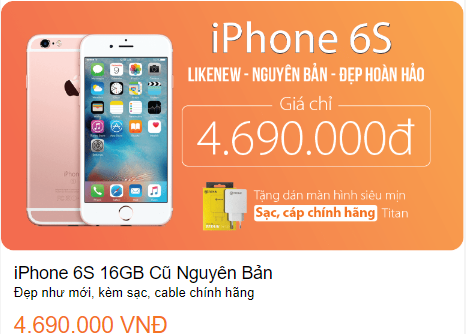 iPhone 6S
LIKENEW - NGUYÊN BẢN - ĐẸP HOÀN HẢO
Giá chỉ
4.690.000đ
Tặng dán màn hình siêu mịn
Sạc, cáp chính hãng Titan
iPhone 6S 16GB Cũ Nguyên Bản
Đẹp như mới, kèm sạc, cable chính hãng
4.690.000 VNĐ